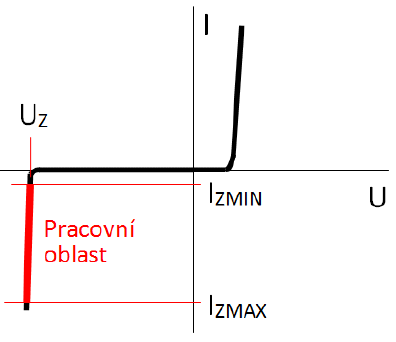 I
UZ
IZMIN
U
Pracovní
oblast
IZMAX